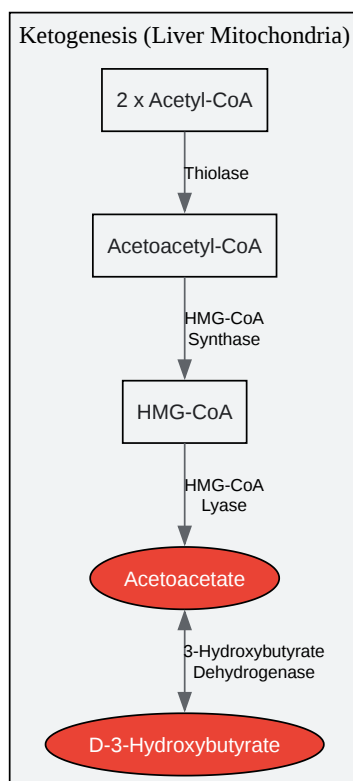 Ketogenesis (Liver Mitochondria)
2 x Acetyl-CoA
Thiolase
Acetoacetyl-CoA
HMG-CoA
Synthase
HMG-CoA
HMG-CoA
Lyase
Acetoacetate
3-Hydroxybutyrate
Dehydrogenase
D-3-Hydroxybutyrate